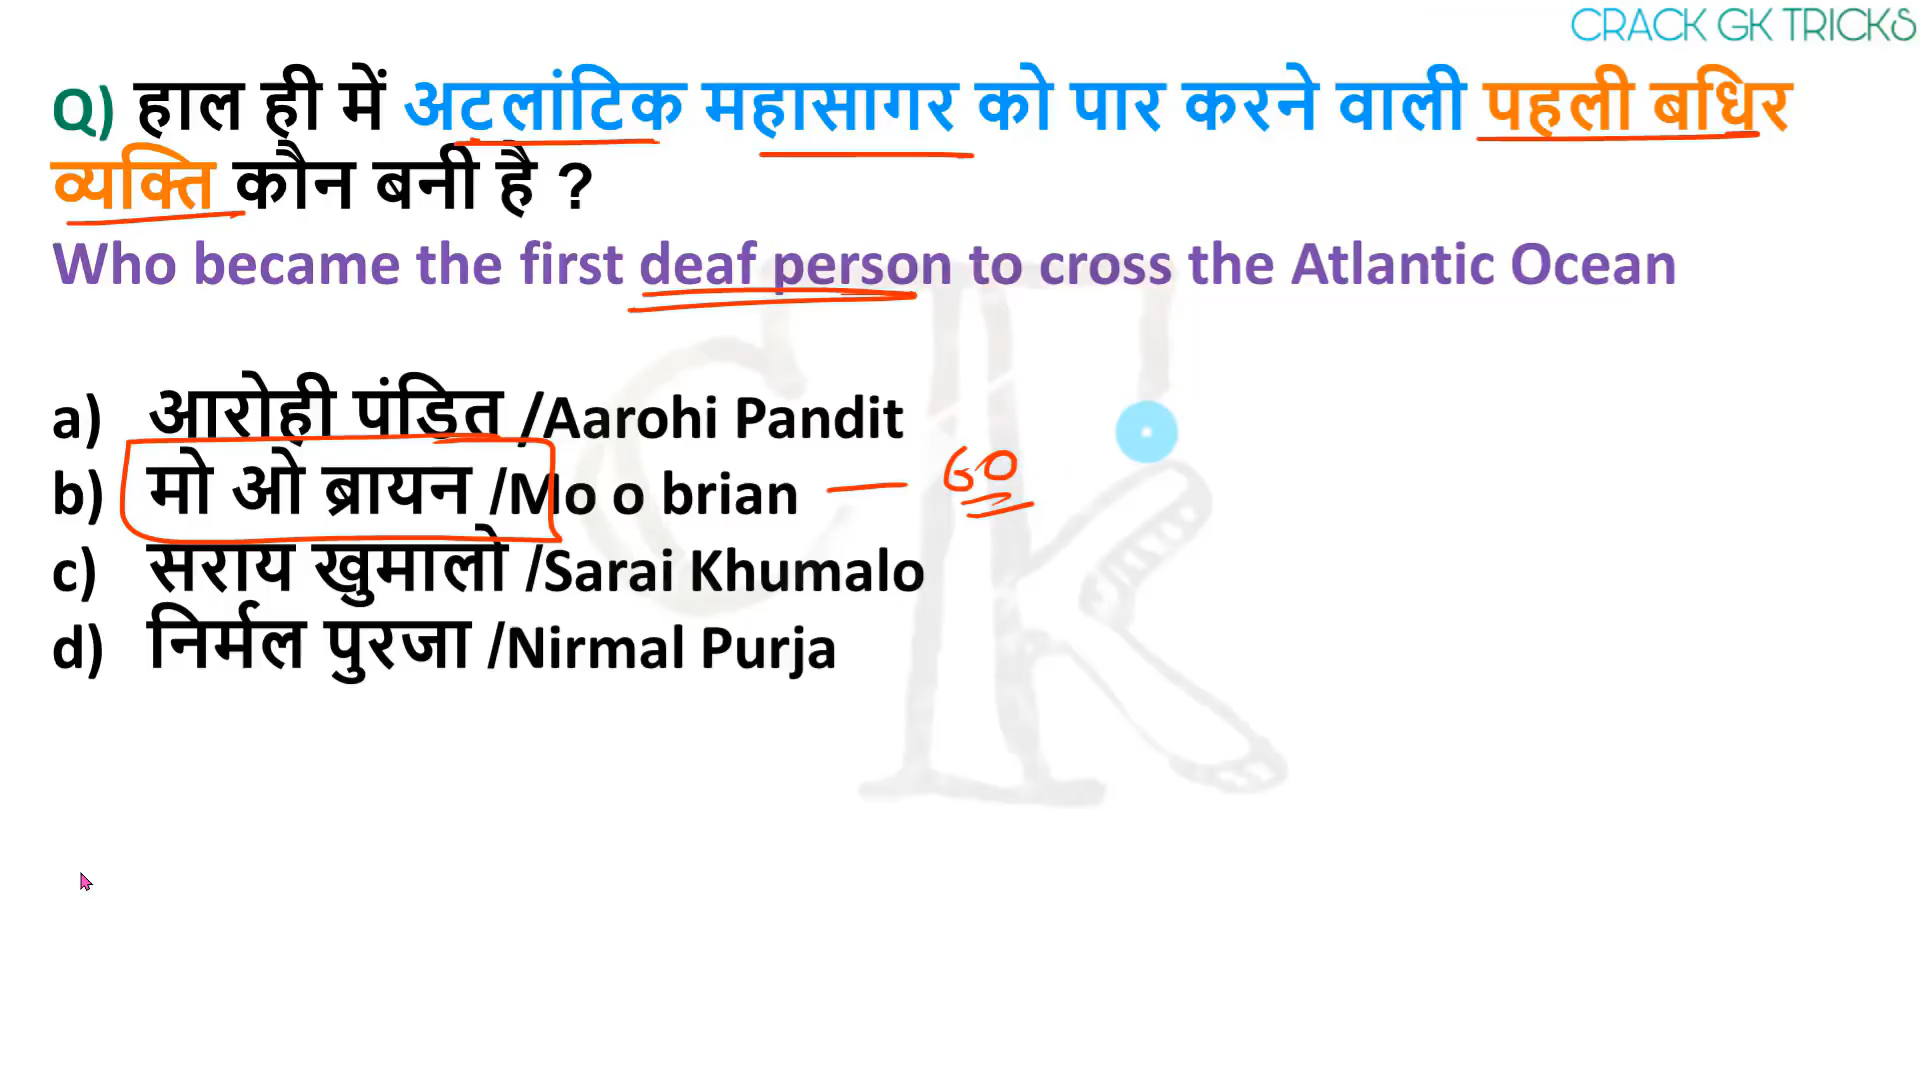 CRACK GK TRICKS
Q) हाल ही में अटलांटिक महासागर को पार करने वाली पहली बधिर
व्यक्ति कौन बनी है ?
Who became the first deaf person to cross the Atlantic Ocean
a) आरोही पंडित /Aarohi Pandit
b) मो ओ ब्रायन /Mo o brian — 60
c) सराय खुमालो /Sarai Khumalo
d) निर्मल पुरजा /Nirmal Purja